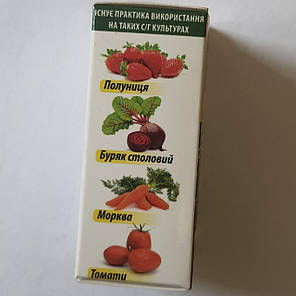 ІСНУЄ ПРАКТИКА ВИКОРИСТАННЯ
НА ТАКИХ С/Г КУЛЬТУРАХ
Полуниця
Буряк столовий
Морква
Томати